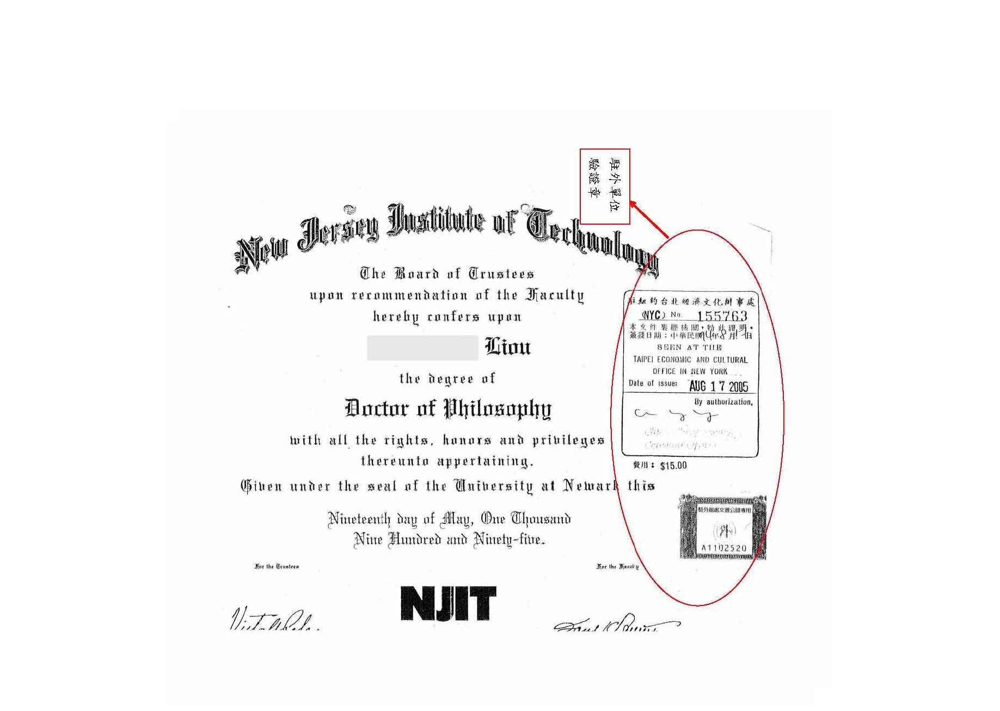 駐外單位
驗證章
New Jersey Institute of Technology
The Board of Trustees
upon recommendation of the Faculty
hereby confers upon
Liou
the degree of
Doctor of Philosophy
with all the rights, honors and privileges
thereunto appertaining.
Given under the seal of the University at Newark this
Nineteenth day of May, One Thousand
Nine Hundred and Ninety-five.
For the Trustees
For the Faculty
NJIT
駐紐約台北經濟文化辦事處
(NYC) No. 155763
本文件業經核閱，特此證明。
簽發日期：中華民國94年8月17日
SEEN AT THE
TAIPEI ECONOMIC AND CULTURAL
OFFICE IN NEW YORK
Date of issue: AUG 17 2005
By authorization,
費用：$15.00
駐外館處文書公證專用
外
A1102520